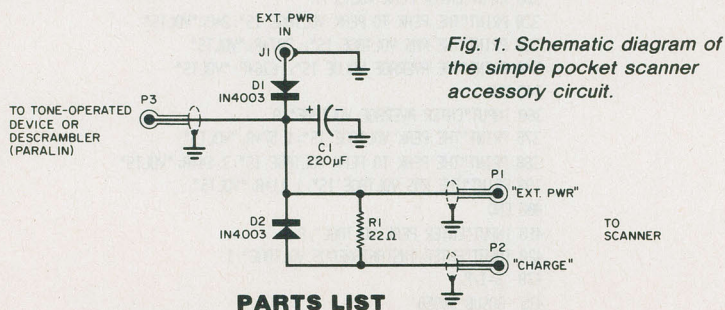 EXT. PWR
IN
J1
Fig. 1. Schematic diagram of
the simple pocket scanner
accessory circuit.
D1
IN4003
P3
TO TONE-OPERATED
DEVICE OR
DESCRAMBLER
(PARALIN)
+
-
C1
220µF
P1
"EXT. PWR"
D2
IN4003
R1
22Ω
TO
SCANNER
P2
"CHARGE"
PARTS LIST